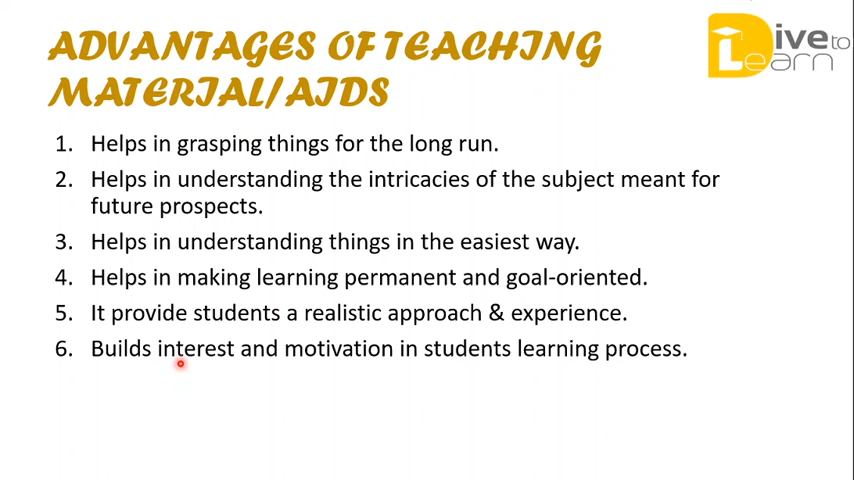 ADVANTAGES OF TEACHING
MATERIAL/AIDS
Dive to
Learn
1. Helps in grasping things for the long run.
2. Helps in understanding the intricacies of the subject meant for
future prospects.
3. Helps in understanding things in the easiest way.
4. Helps in making learning permanent and goal-oriented.
5. It provide students a realistic approach & experience.
6. Builds interest and motivation in students learning process.